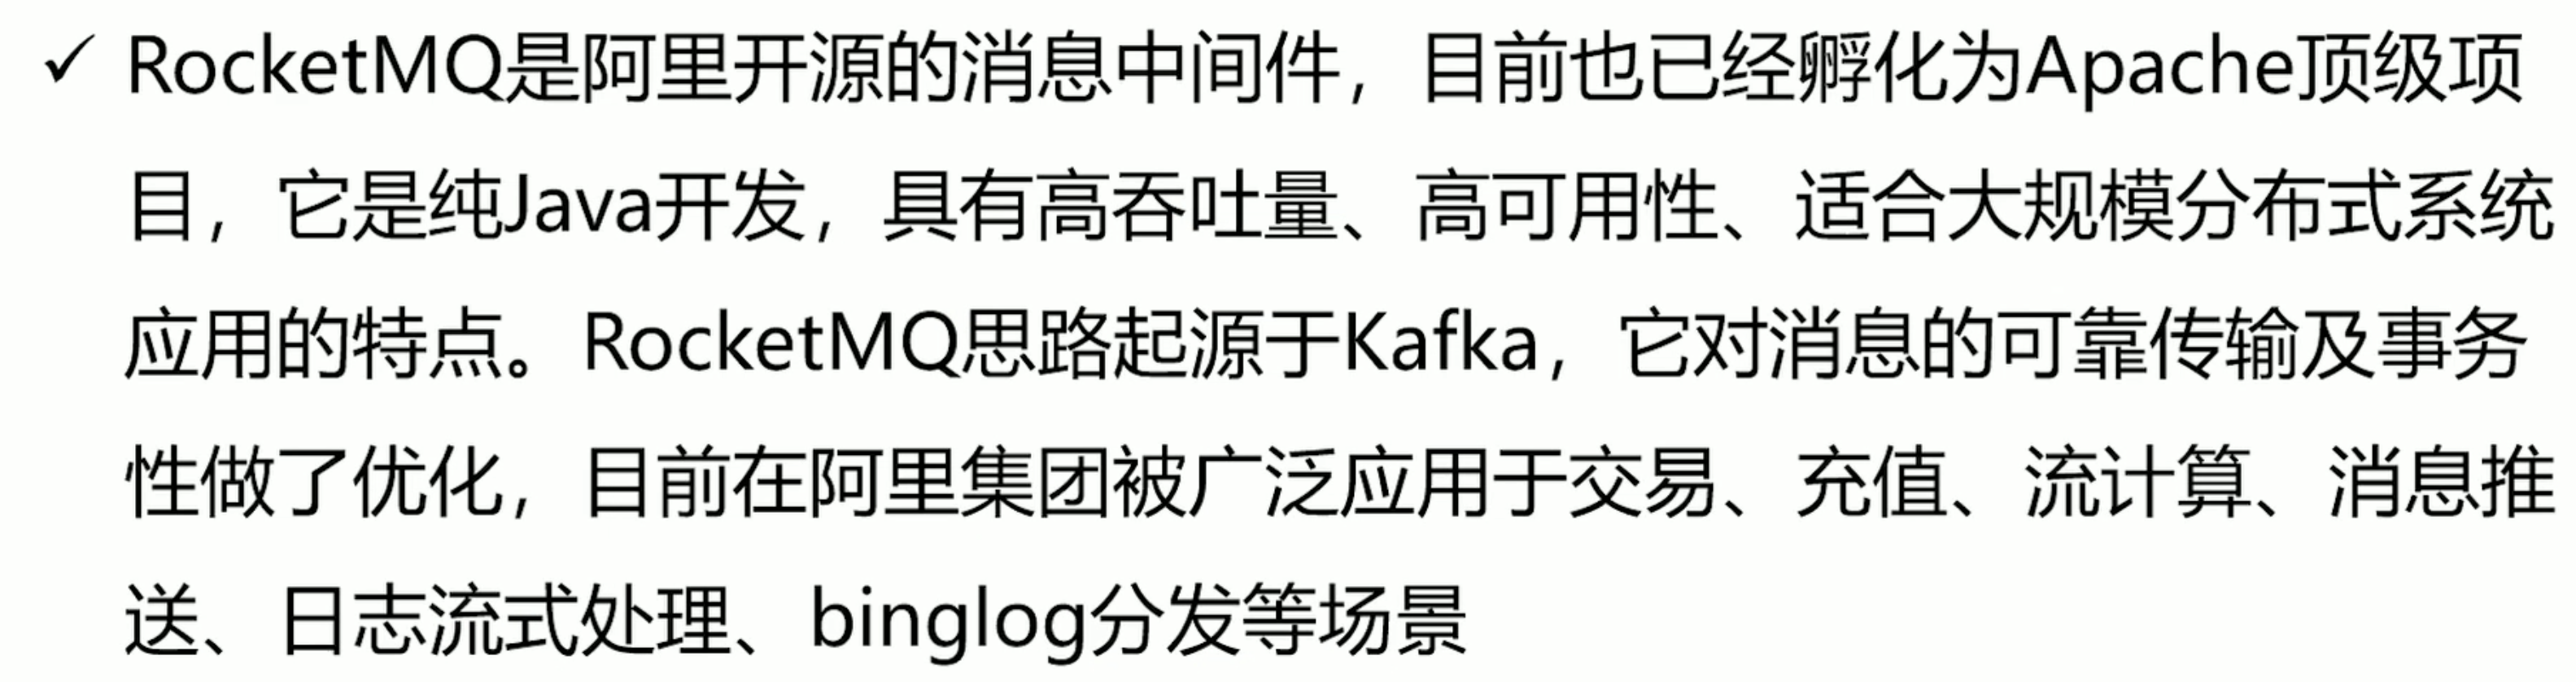 ✓ RocketMQ是阿里开源的消息中间件，目前也已经孵化为Apache顶级项
目，它是纯Java开发，具有高吞吐量、高可用性、适合大规模分布式系统
应用的特点。RocketMQ思路起源于Kafka，它对消息的可靠传输及事务
性做了优化，目前在阿里集团被广泛应用于交易、充值、流计算、消息推
送、日志流式处理、binglog分发等场景